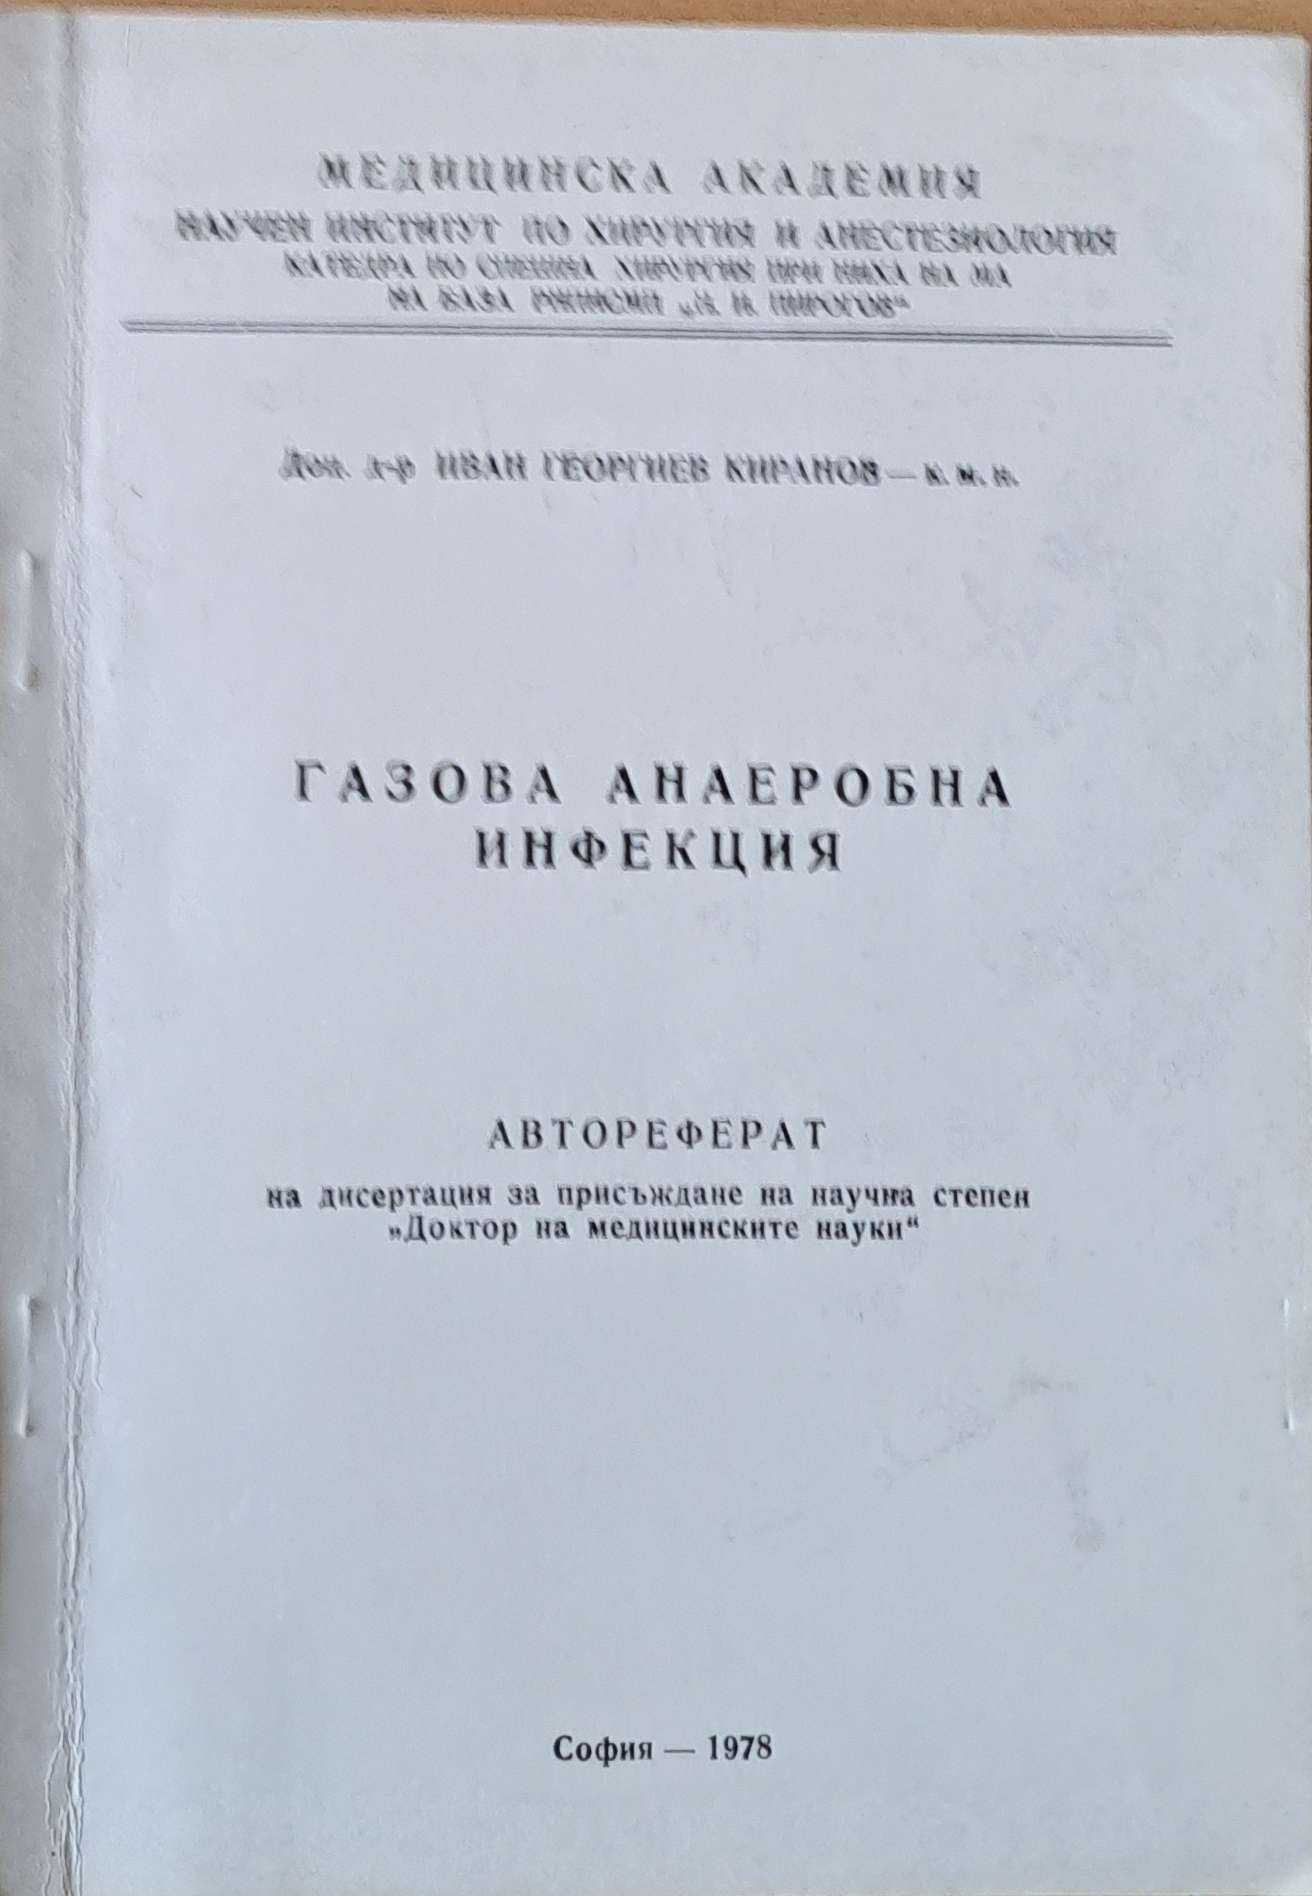 МЕДИЦИНСКА АКАДЕМИЯ
НАУЧЕН ИНСТИТУТ ПО ХИРУРГИЯ И АНЕСТЕЗИОЛОГИЯ
КАТЕДРА ПО СПЕШНА ХИРУРГИЯ ПРИ НИХА НА МА
НА БАЗА РНИИСМП „Н. И. ПИРОГОВ“
Доц. д-р ИВАН ГЕОРГИЕВ КИРАНОВ — к. м. н.
ГАЗОВА АНАЕРОБНА
ИНФЕКЦИЯ
АВТОРЕФЕРАТ
на дисертация за присъждане на научна степен
„Доктор на медицинските науки“
София — 1978